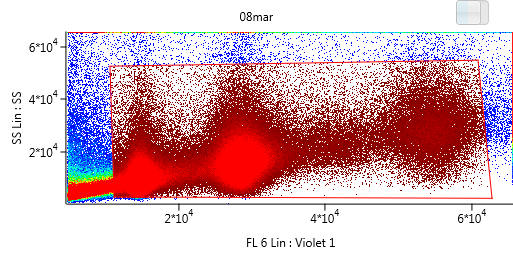 08mar
6*10^4
4*10^4
2*10^4
SS Lin : SS
2*10^4 4*10^4 6*10^4
FL 6 Lin : Violet 1